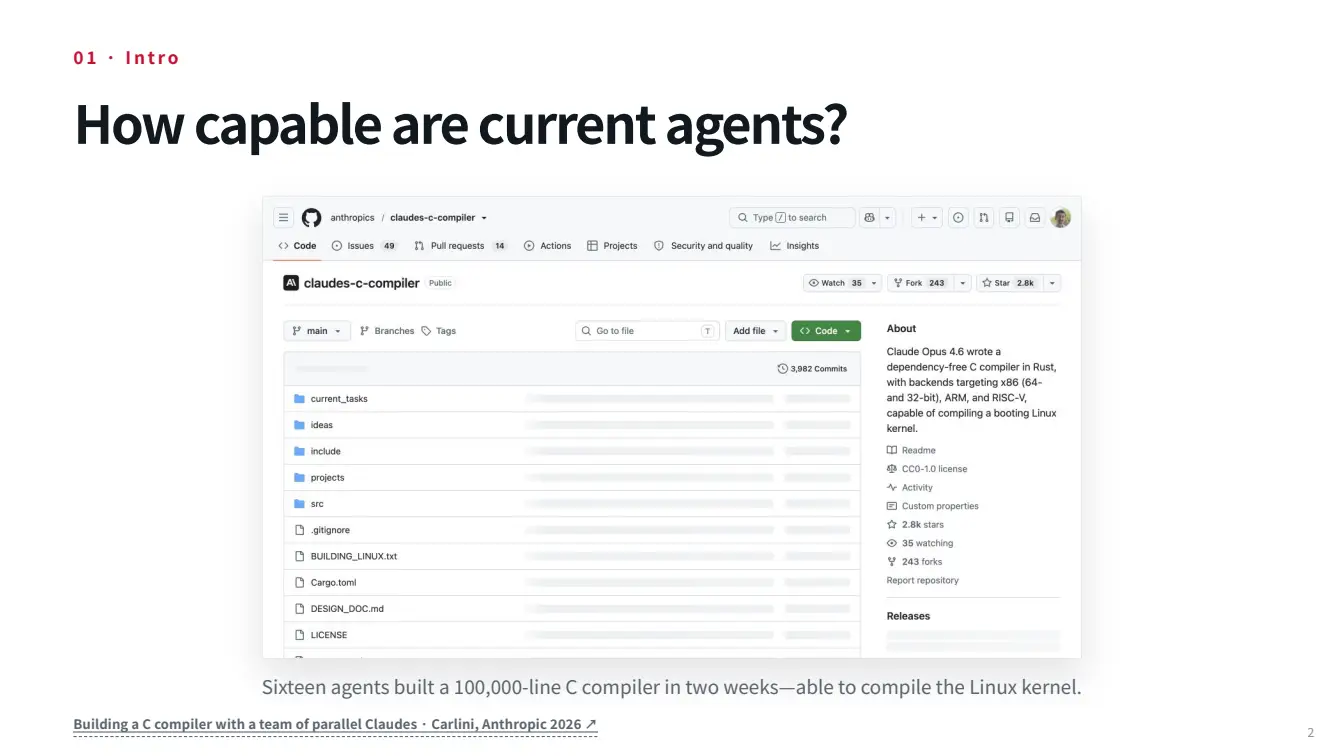 01 · Intro
How capable are current agents?
anthropics / claudes-c-compiler
Type / to search
Code
Issues 49
Pull requests 14
Actions
Projects
Security and quality
Insights
claudes-c-compiler Public
Watch 35
Fork 243
Star 2.8k
main
Branches
Tags
Go to file
T
Add file
Code
3,982 Commits
current_tasks
ideas
include
projects
src
.gitignore
BUILDING_LINUX.txt
Cargo.toml
DESIGN_DOC.md
LICENSE
About
Claude Opus 4.6 wrote a
dependency-free C compiler in Rust,
with backends targeting x86 (64-
and 32-bit), ARM, and RISC-V,
capable of compiling a booting Linux
kernel.
Readme
CC0-1.0 license
Activity
Custom properties
2.8k stars
35 watching
243 forks
Report repository
Releases
Sixteen agents built a 100,000-line C compiler in two weeks—able to compile the Linux kernel.
Building a C compiler with a team of parallel Claudes · Carlini, Anthropic 2026 ↗
2